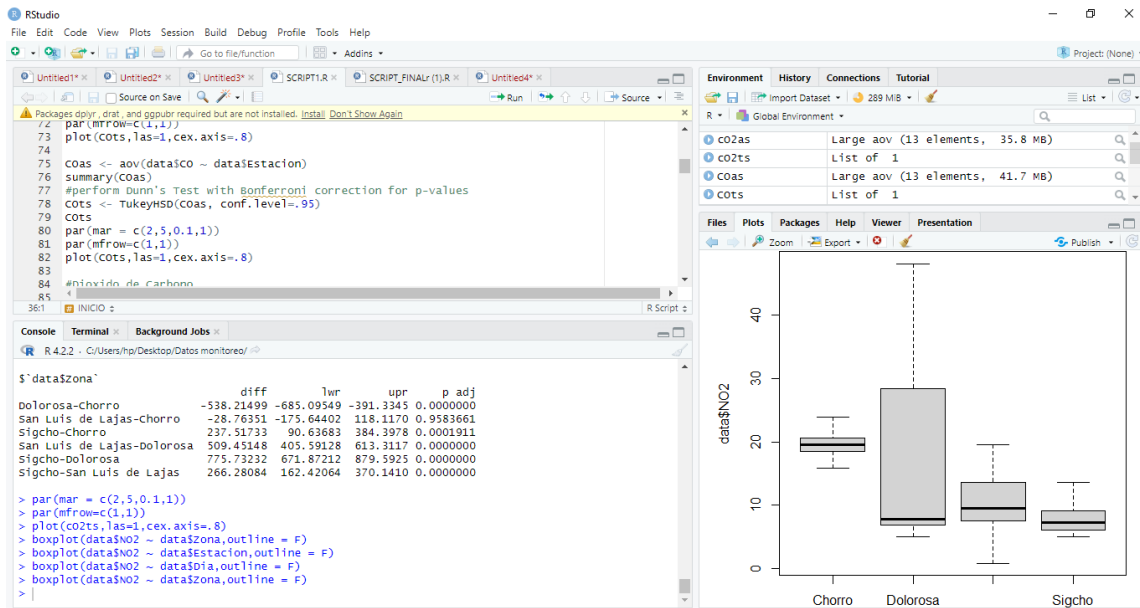 RStudio
File Edit Code View Plots Session Build Debug Profile Tools Help
Go to file/function Addins Project: (None)
Untitled1* Untitled2* Untitled3* SCRIPT1.R SCRIPT_FINALr (1).R Untitled4*
Source on Save Run Source
Packages dplyr, drat, and ggpubr required but are not installed. Install Don't Show Again
72 par(mfrow=c(1,1))
73 plot(COts,las=1,cex.axis=.8)
74
75 COas <- aov(data$CO ~ data$Estacion)
76 summary(COas)
77 #perform Dunn's Test with Bonferroni correction for p-values
78 COts <- TukeyHSD(COas, conf.level=.95)
79 COts
80 par(mar = c(2,5,0.1,1))
81 par(mfrow=c(1,1))
82 plot(COts,las=1,cex.axis=.8)
83
84 #Dioxido de Carbono
85
36:1 INICIO R Script
Console Terminal Background Jobs
R 4.2.2 · C:/Users/hp/Desktop/Datos monitoreo/
$`data$Zona`
diff lwr upr p adj
Dolorosa-Chorro -538.21499 -685.09549 -391.3345 0.0000000
San Luis de Lajas-Chorro -28.76351 -175.64402 118.1170 0.9583661
Sigcho-Chorro 237.51733 90.63683 384.3978 0.0001911
San Luis de Lajas-Dolorosa 509.45148 405.59128 613.3117 0.0000000
Sigcho-Dolorosa 775.73232 671.87212 879.5925 0.0000000
Sigcho-San Luis de Lajas 266.28084 162.42064 370.1410 0.0000000
> par(mar = c(2,5,0.1,1))
> par(mfrow=c(1,1))
> plot(cO2ts,las=1,cex.axis=.8)
> boxplot(data$NO2 ~ data$Zona,outline = F)
> boxplot(data$NO2 ~ data$Estacion,outline = F)
> boxplot(data$NO2 ~ data$Dia,outline = F)
> boxplot(data$NO2 ~ data$Zona,outline = F)
>
Environment History Connections Tutorial
Import Dataset 289 MiB List
R Global Environment
cO2as Large aov (13 elements, 35.8 MB)
cO2ts List of 1
COas Large aov (13 elements, 41.7 MB)
COts List of 1
Files Plots Packages Help Viewer Presentation
Zoom Export Publish
data$NO2
40
30
20
10
0
Chorro Dolorosa Sigcho